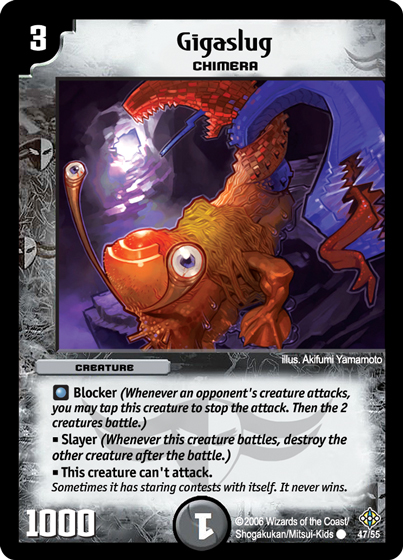 3
Gigaslug
CHIMERA
illus. Akifumi Yamamoto
CREATURE
Blocker (Whenever an opponent's creature attacks,
you may tap this creature to stop the attack. Then the 2
creatures battle.)
▪ Slayer (Whenever this creature battles, destroy the
other creature after the battle.)
▪ This creature can't attack.
Sometimes it has staring contests with itself. It never wins.
1000
1
©2006 Wizards of the Coast/
Shogakukan/Mitsui-Kids ● 47/55